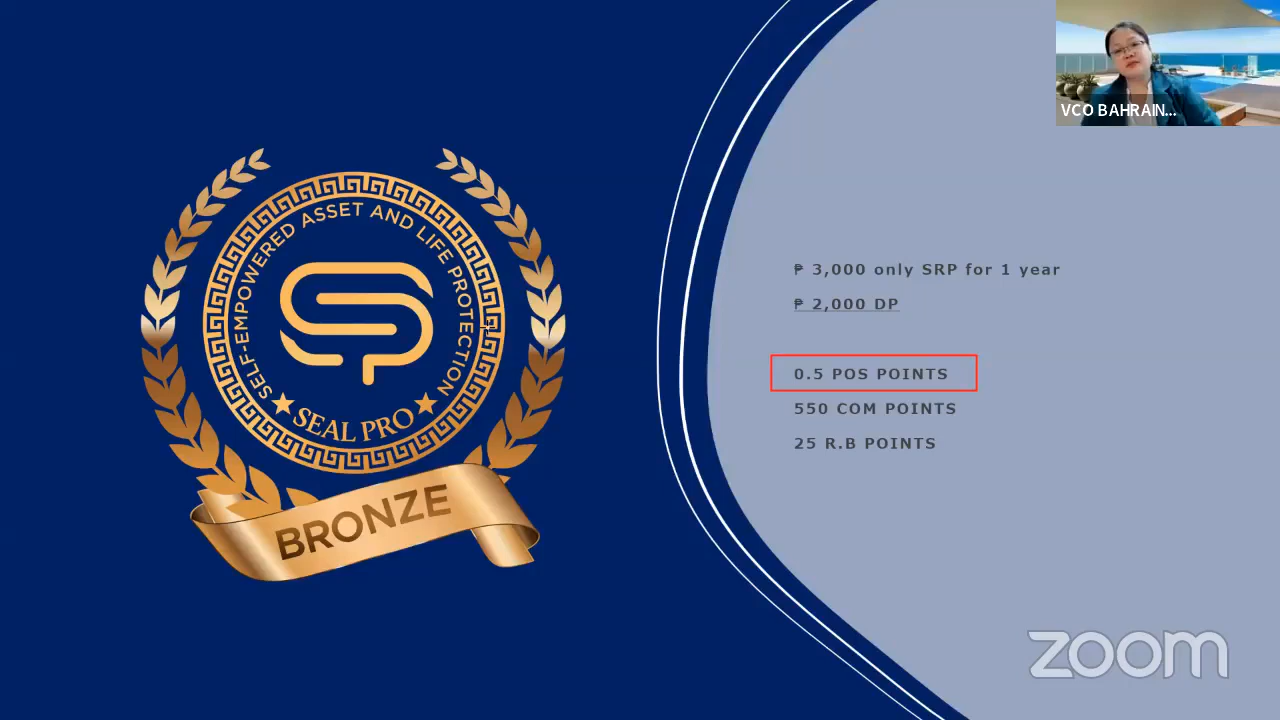 VCO BAHRAIN...
SELF-EMPOWERED ASSET AND LIFE PROTECTION
SP
SEAL PRO
BRONZE
₱ 3,000 only SRP for 1 year
₱ 2,000 DP
0.5 POS POINTS
550 COM POINTS
25 R.B POINTS
zoom